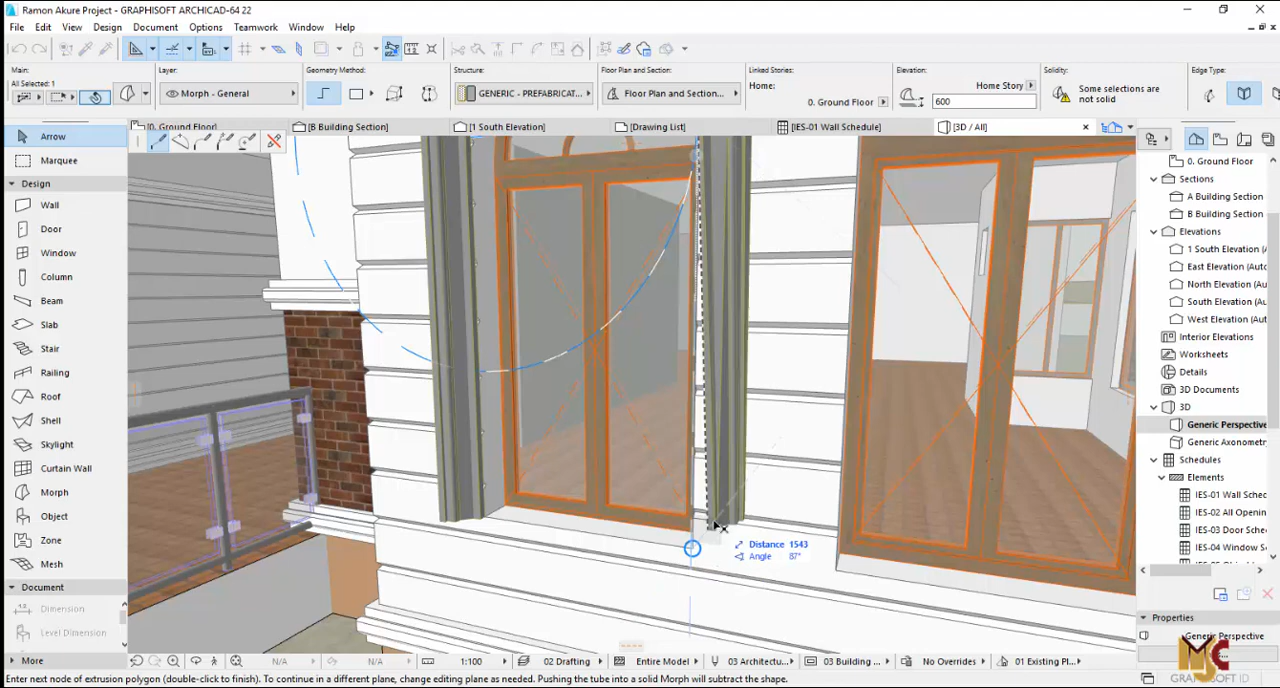 Ramon Akure Project - GRAPHISOFT ARCHICAD-64 22
File Edit View Design Document Options Teamwork Window Help
Main: Layer: Geometry Method: Structure: Floor Plan and Section: Linked Stories: Elevation: Solidity: Edge Type:
All Selected: 1
Morph - General
GENERIC - PREFABRICAT...
Floor Plan and Section...
Home:
0. Ground Floor
Home Story
600
Some selections are not solid
[0. Ground Floor]
[B Building Section]
[1 South Elevation]
[Drawing List]
[IES-01 Wall Schedule]
[3D / All]
Arrow
Marquee
Design
Wall
Door
Window
Column
Beam
Slab
Stair
Railing
Roof
Shell
Skylight
Curtain Wall
Morph
Object
Zone
Mesh
Document
Dimension
Level Dimension
More
Distance 1543
Angle 87°
0. Ground Floor
Sections
A Building Section
B Building Section
Elevations
1 South Elevation (
East Elevation (Aut
North Elevation (Au
South Elevation (Au
West Elevation (Aut
Interior Elevations
Worksheets
Details
3D Documents
3D
Generic Perspective
Generic Axonometry
Schedules
Elements
IES-01 Wall Sched
IES-02 All Opening
IES-03 Door Sche
IES-04 Window S
Properties
Generic Perspective
N/A N/A 1:100 02 Drafting Entire Model 03 Architectu... 03 Building ... No Overrides 01 Existing Pl...
Enter next node of extrusion polygon (double-click to finish). To continue in a different plane, change editing plane as needed. Pushing the tube into a solid Morph will subtract the shape.
GRAPHISOFT ID
MSC